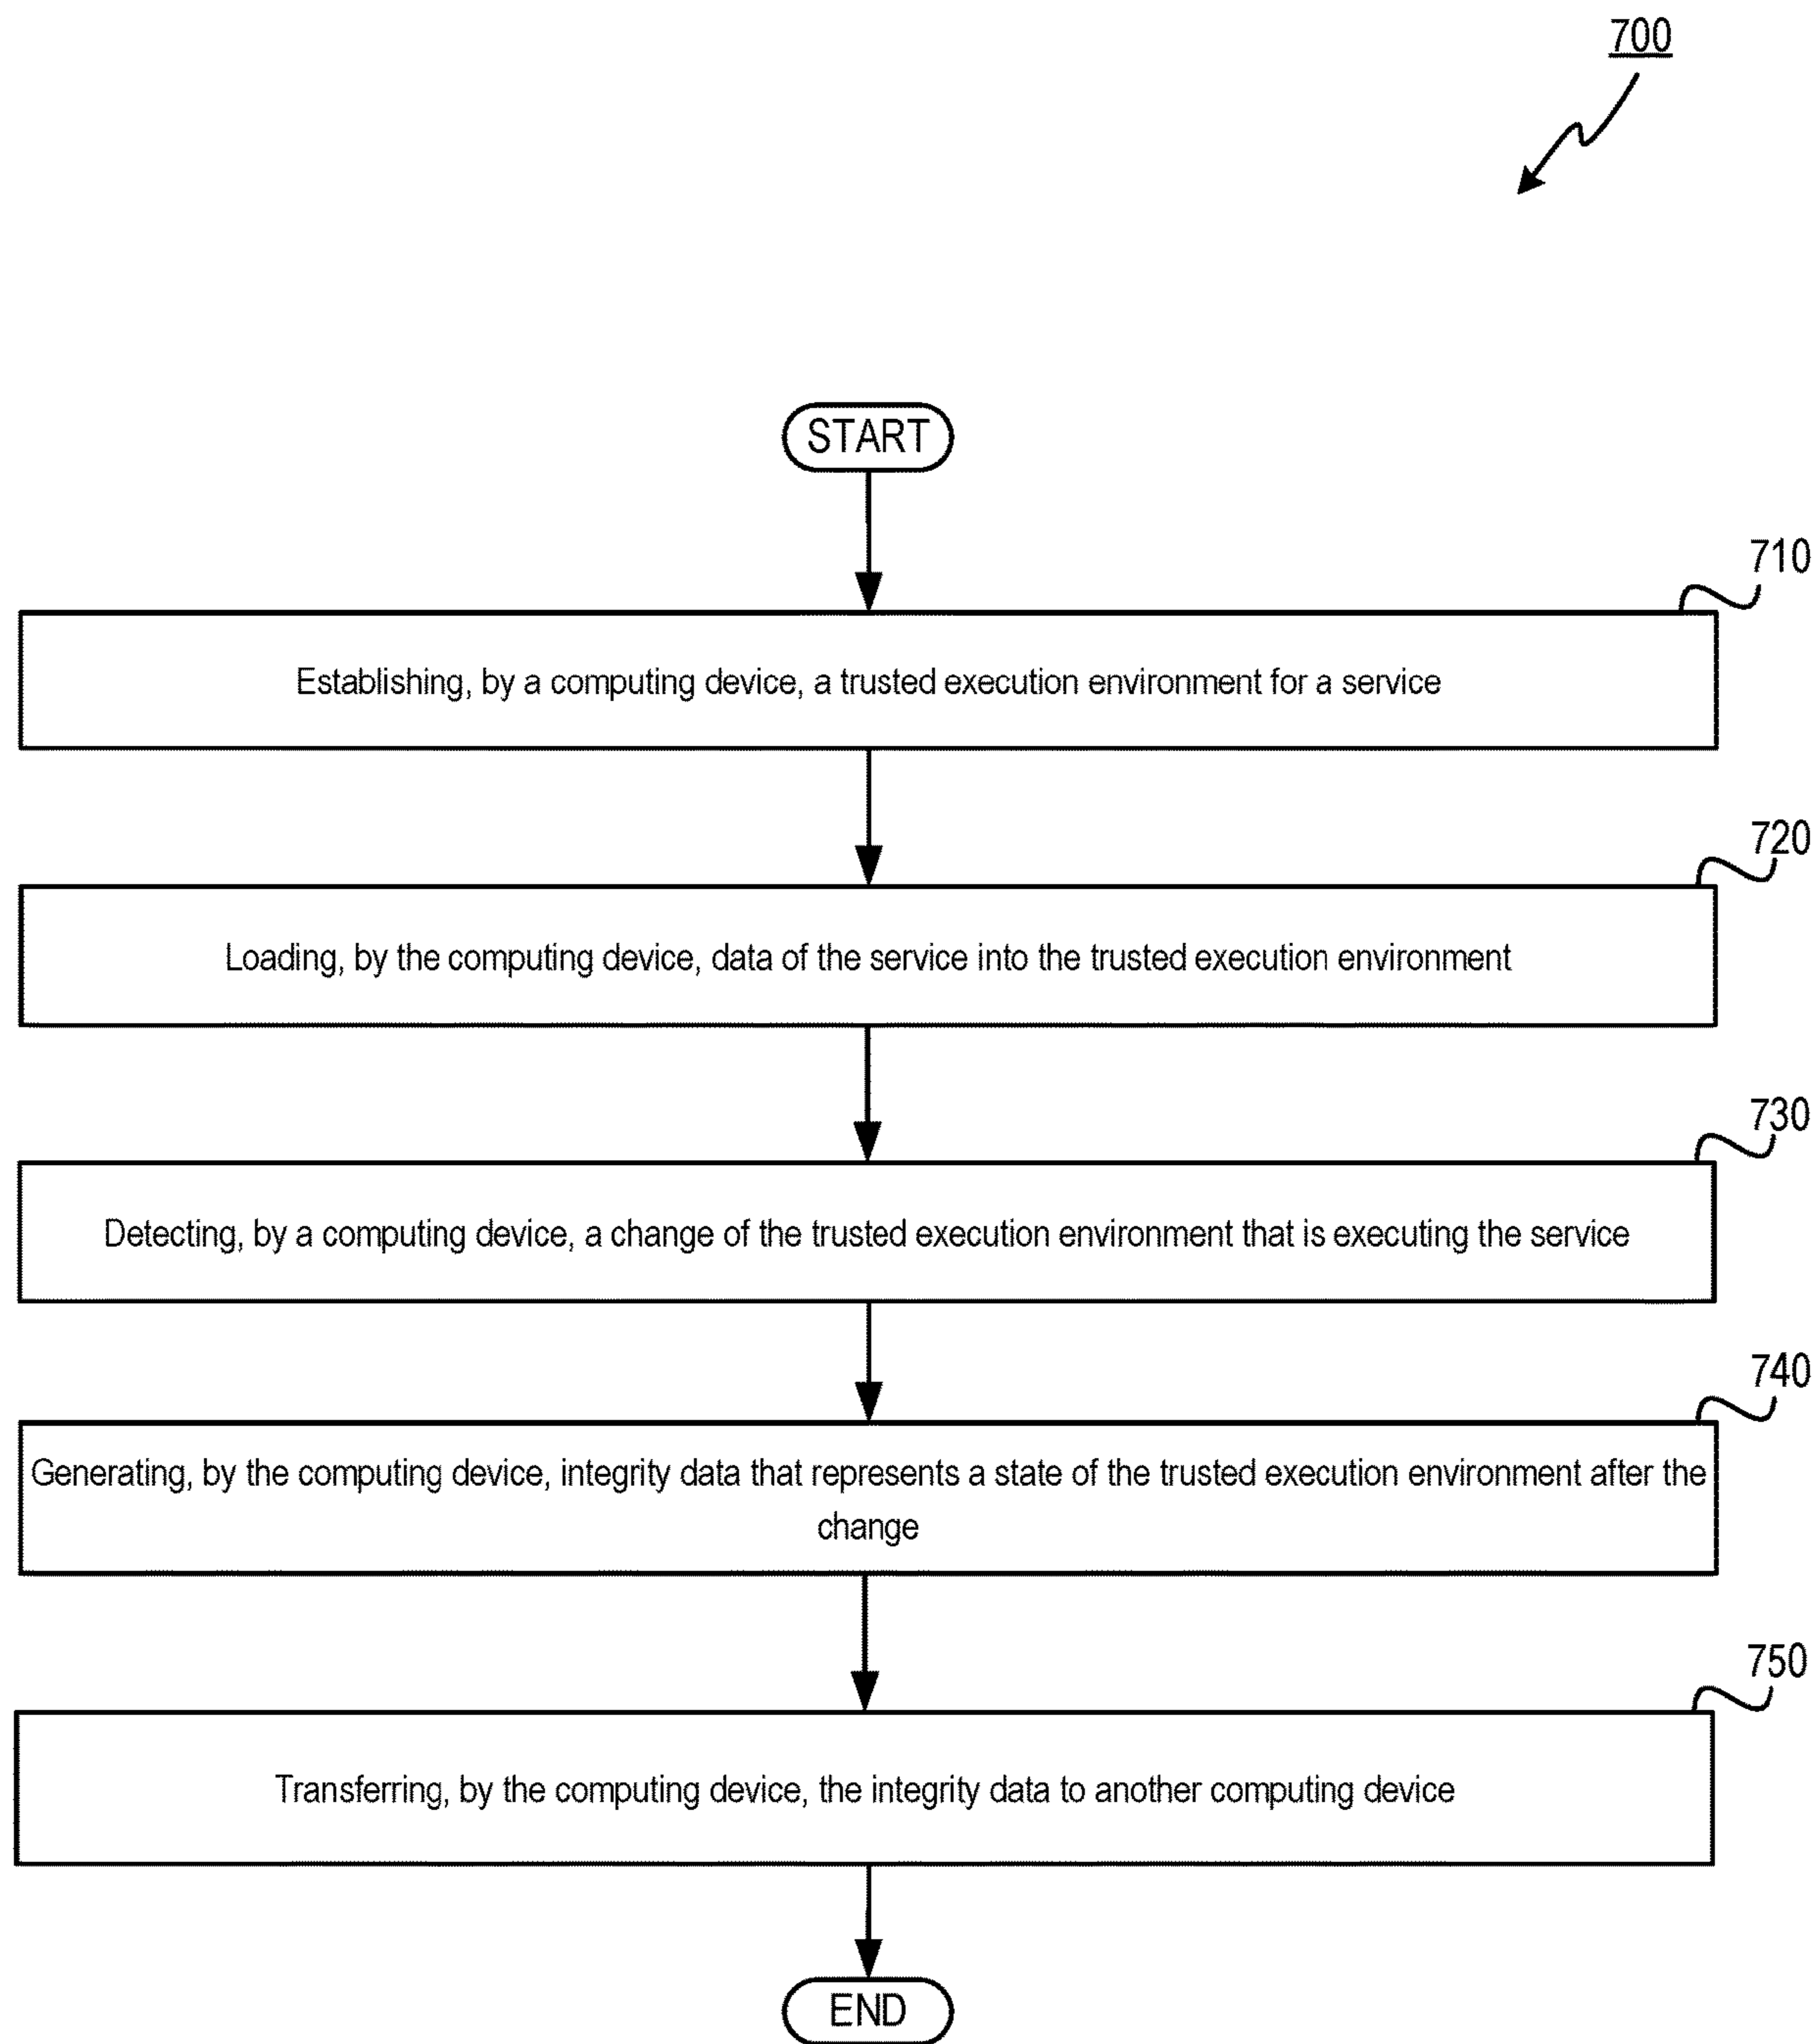 700
START
710
Establishing, by a computing device, a trusted execution environment for a service
720
Loading, by the computing device, data of the service into the trusted execution environment
730
Detecting, by a computing device, a change of the trusted execution environment that is executing the service
740
Generating, by the computing device, integrity data that represents a state of the trusted execution environment after the
change
750
Transferring, by the computing device, the integrity data to another computing device
END